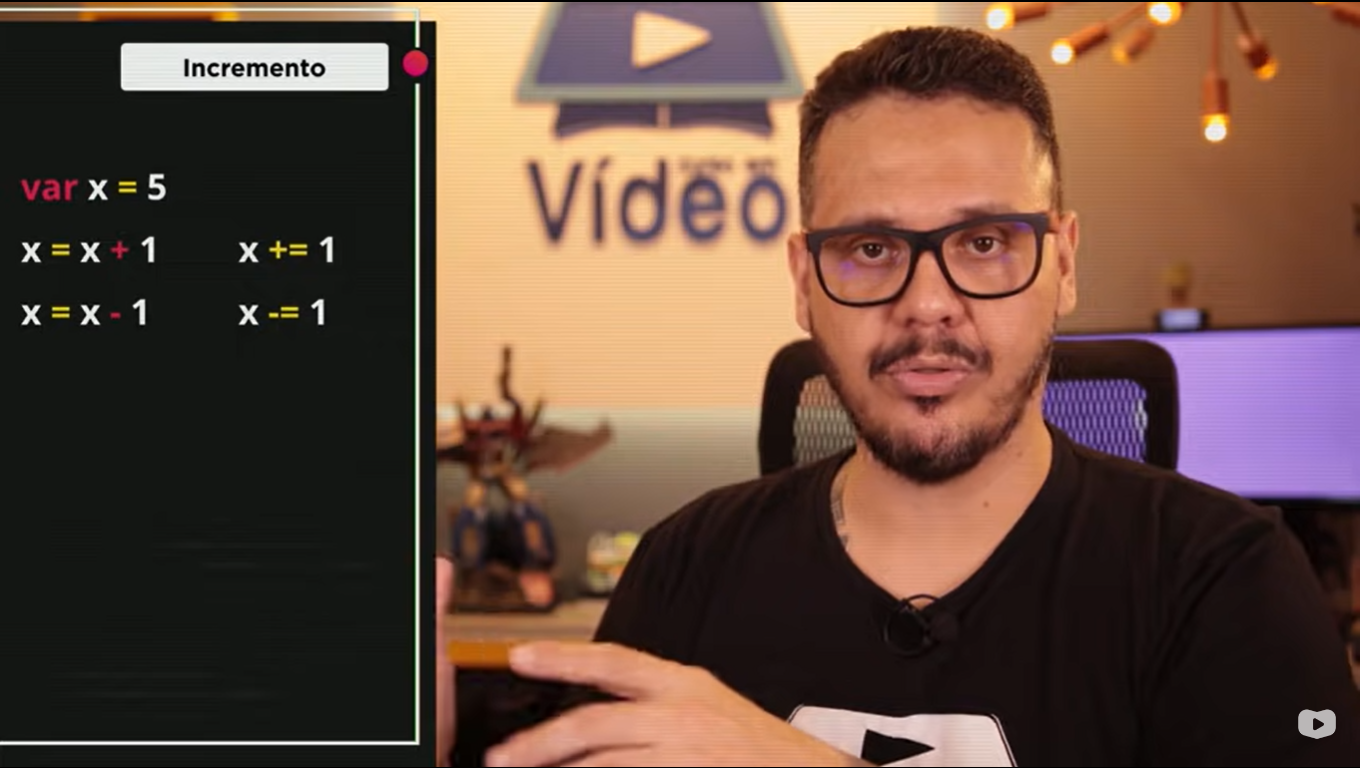 Incremento
var x = 5
x = x + 1 x += 1
x = x - 1 x -= 1
Vídeo